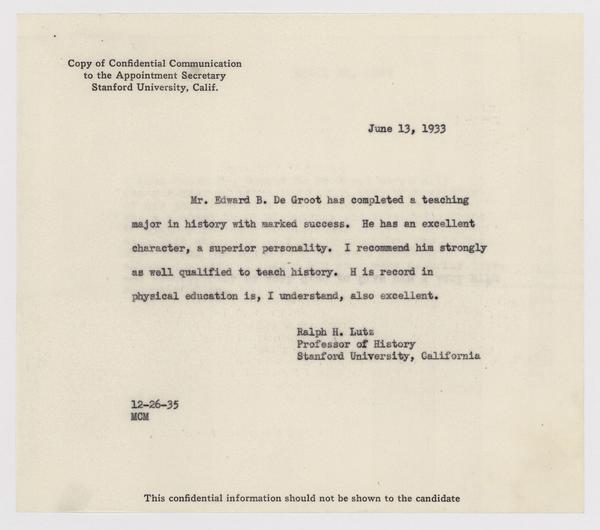 Copy of Confidential Communication
to the Appointment Secretary
Stanford University, Calif.
June 13, 1933
Mr. Edward B. De Groot has completed a teaching
major in history with marked success. He has an excellent
character, a superior personality. I recommend him strongly
as well qualified to teach history. H is record in
physical education is, I understand, also excellent.
Ralph H. Lutz
Professor of History
Stanford University, California
12-26-35
MCM
This confidential information should not be shown to the candidate